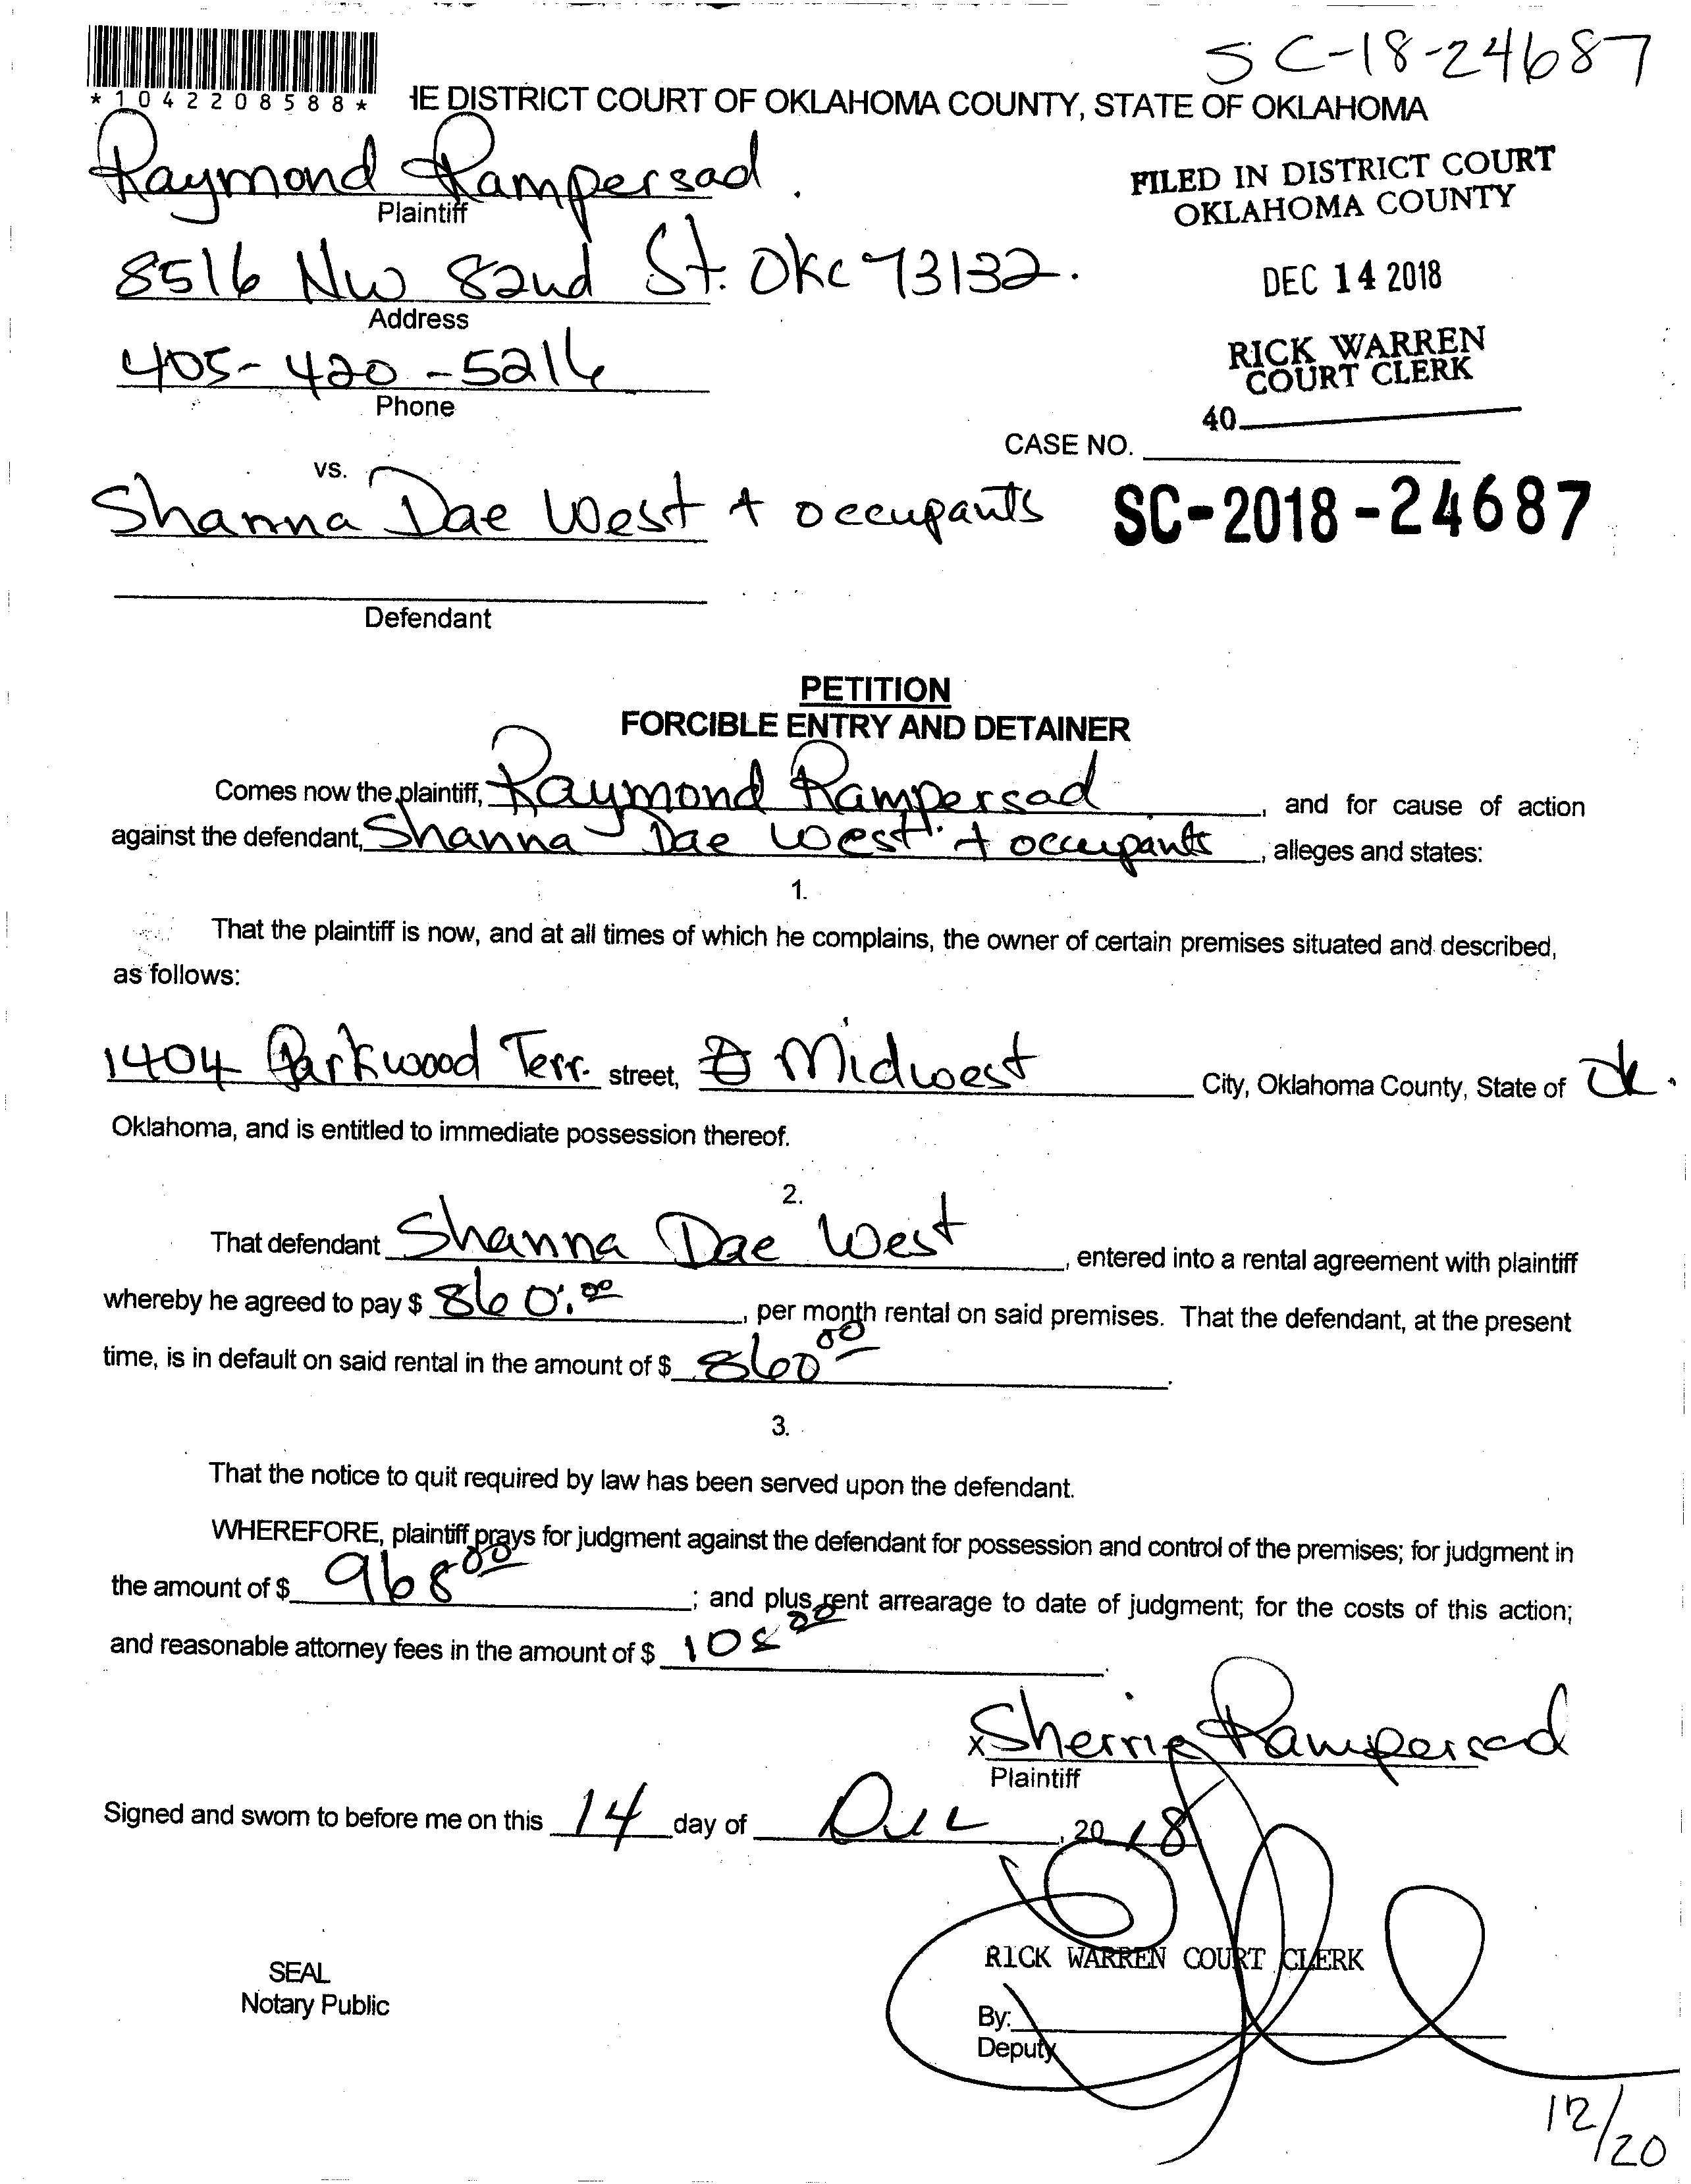 SC-18-24687
*1042208588*
HE DISTRICT COURT OF OKLAHOMA COUNTY, STATE OF OKLAHOMA
Raymond Rampersad.
Plaintiff
FILED IN DISTRICT COURT
OKLAHOMA COUNTY
8516 NW 82nd St. OKC 73132.
Address
DEC 14 2018
405-420-5216
Phone
RICK WARREN
COURT CLERK
40
CASE NO.
vs.
Shanna Dae West + occupants
SC-2018-24687
Defendant
PETITION
FORCIBLE ENTRY AND DETAINER
Comes now the plaintiff, Raymond Rampersad, and for cause of action
against the defendant, Shanna Dae West + occupants, alleges and states:
1.
That the plaintiff is now, and at all times of which he complains, the owner of certain premises situated and described,
as follows:
1404 Parkwood Terr. street, Midwest City, Oklahoma County, State of Ok.
Oklahoma, and is entitled to immediate possession thereof.
2.
That defendant Shanna Dae West, entered into a rental agreement with plaintiff
whereby he agreed to pay $ 860.00, per month rental on said premises. That the defendant, at the present
time, is in default on said rental in the amount of $ 860 00.
3.
That the notice to quit required by law has been served upon the defendant.
WHEREFORE, plaintiff prays for judgment against the defendant for possession and control of the premises; for judgment in
the amount of $ 968 00; and plus rent arrearage to date of judgment; for the costs of this action;
and reasonable attorney fees in the amount of $ 108 00.
x Sherrie Rampersad
Plaintiff
Signed and sworn to before me on this 14 day of Dec, 2018
RICK WARREN COURT CLERK
SEAL
Notary Public
By:
Deputy
12/20